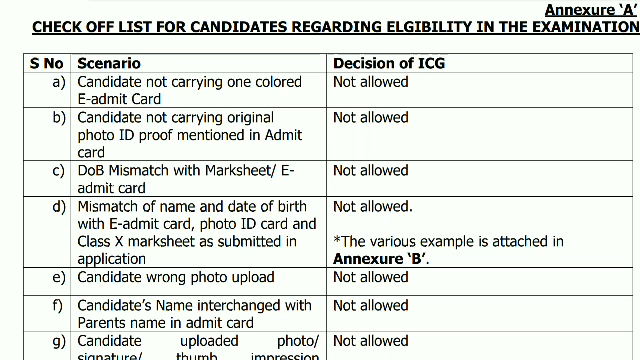 Annexure ‘A’
CHECK OFF LIST FOR CANDIDATES REGARDING ELGIBILITY IN THE EXAMINATION
S No Scenario Decision of ICG
a) Candidate not carrying one colored Not allowed
E-admit Card
b) Candidate not carrying original Not allowed
photo ID proof mentioned in Admit
card
c) DoB Mismatch with Marksheet/ E- Not allowed
admit card
d) Mismatch of name and date of birth Not allowed.
with E-admit card, photo ID card and
Class X marksheet as submitted in *The various example is attached in
application Annexure ‘B’.
e) Candidate wrong photo upload Not allowed
f) Candidate’s Name interchanged with Not allowed
Parents name in admit card
g) Candidate uploaded photo/ Not allowed
signature/ thumb impression